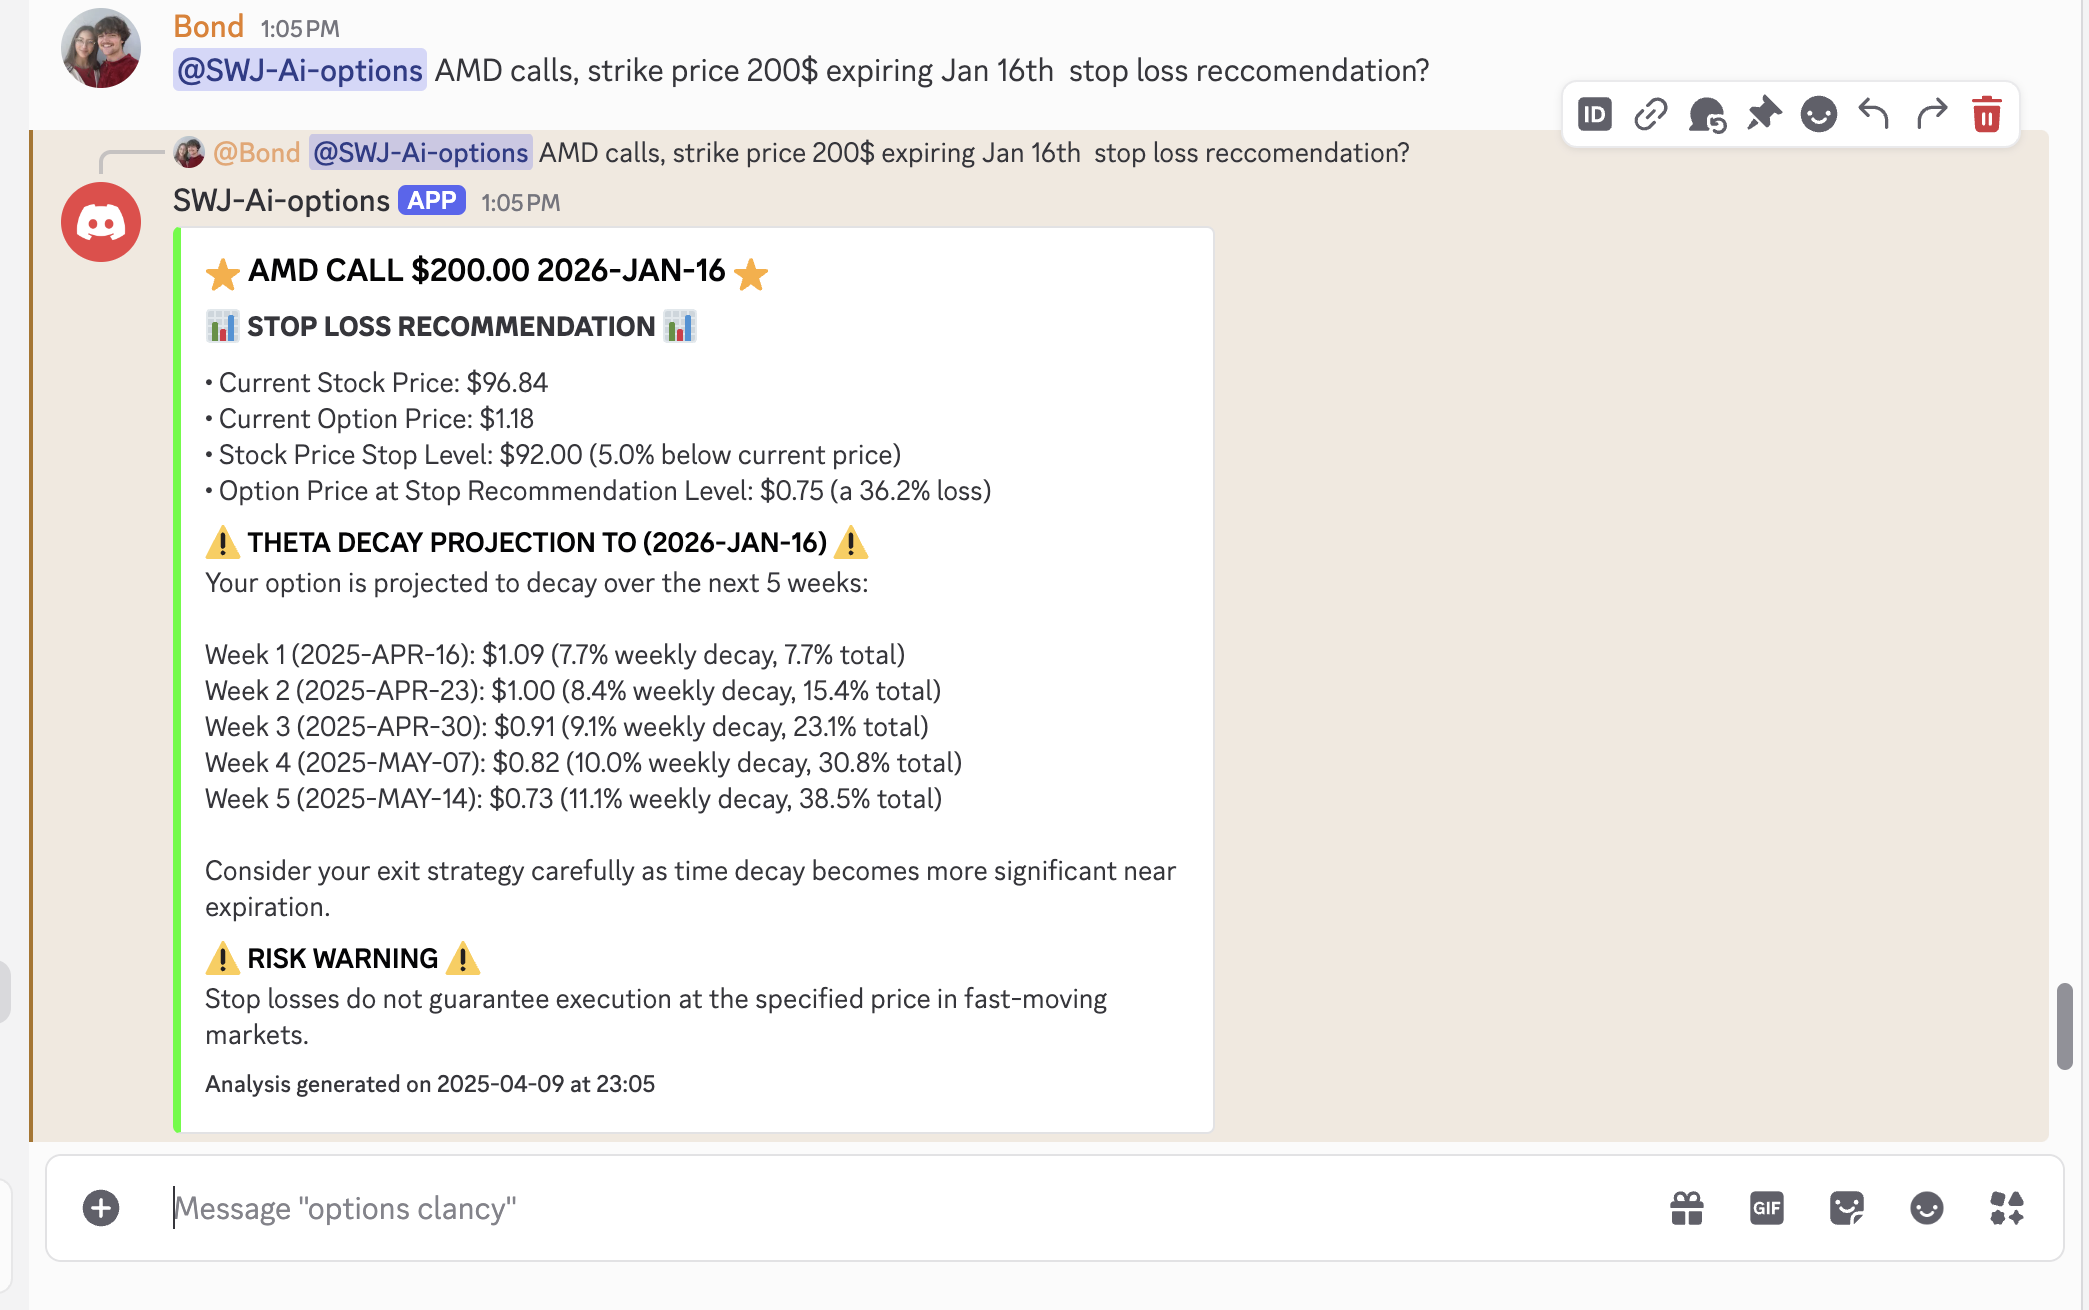 Bond 1:05 PM
@SWJ-Ai-options AMD calls, strike price 200$ expiring Jan 16th stop loss reccomendation?
ID
@Bond @SWJ-Ai-options AMD calls, strike price 200$ expiring Jan 16th stop loss reccomendation?
SWJ-Ai-options APP 1:05 PM
AMD CALL $200.00 2026-JAN-16
STOP LOSS RECOMMENDATION
• Current Stock Price: $96.84
• Current Option Price: $1.18
• Stock Price Stop Level: $92.00 (5.0% below current price)
• Option Price at Stop Recommendation Level: $0.75 (a 36.2% loss)
THETA DECAY PROJECTION TO (2026-JAN-16)
Your option is projected to decay over the next 5 weeks:
Week 1 (2025-APR-16): $1.09 (7.7% weekly decay, 7.7% total)
Week 2 (2025-APR-23): $1.00 (8.4% weekly decay, 15.4% total)
Week 3 (2025-APR-30): $0.91 (9.1% weekly decay, 23.1% total)
Week 4 (2025-MAY-07): $0.82 (10.0% weekly decay, 30.8% total)
Week 5 (2025-MAY-14): $0.73 (11.1% weekly decay, 38.5% total)
Consider your exit strategy carefully as time decay becomes more significant near
expiration.
RISK WARNING
Stop losses do not guarantee execution at the specified price in fast-moving
markets.
Analysis generated on 2025-04-09 at 23:05
Message "options clancy"
GIF